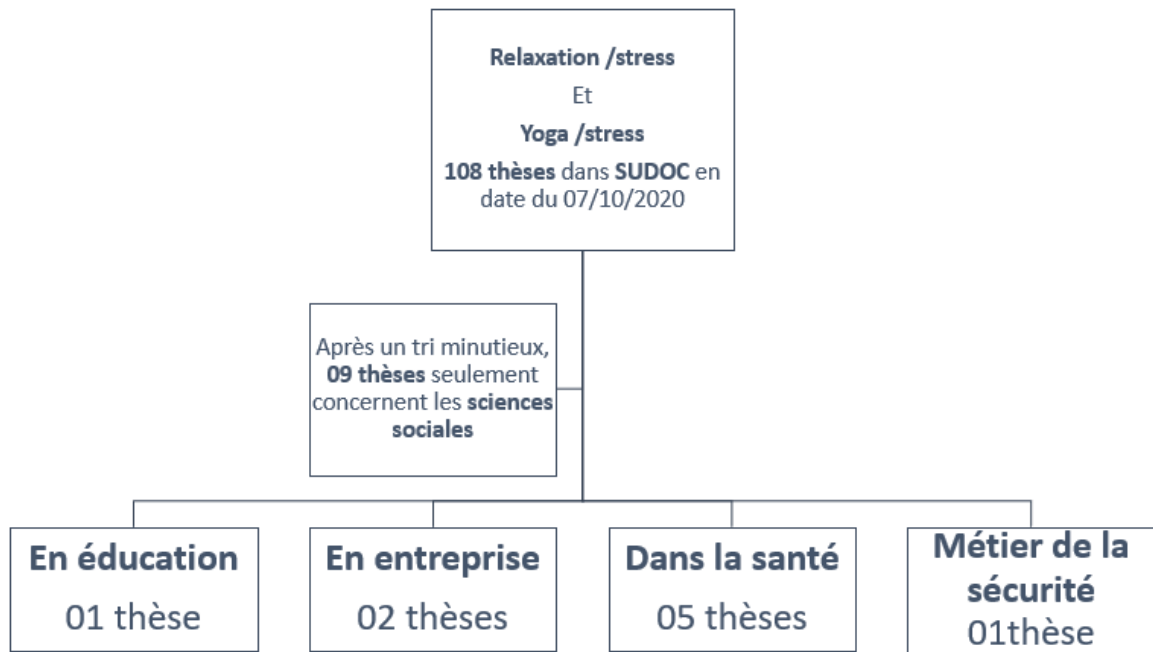 Relaxation /stress
Et
Yoga /stress
108 thèses dans SUDOC en
date du 07/10/2020
Après un tri minutieux,
09 thèses seulement
concernent les sciences
sociales
En éducation
01 thèse
En entreprise
02 thèses
Dans la santé
05 thèses
Métier de la
sécurité
01thèse